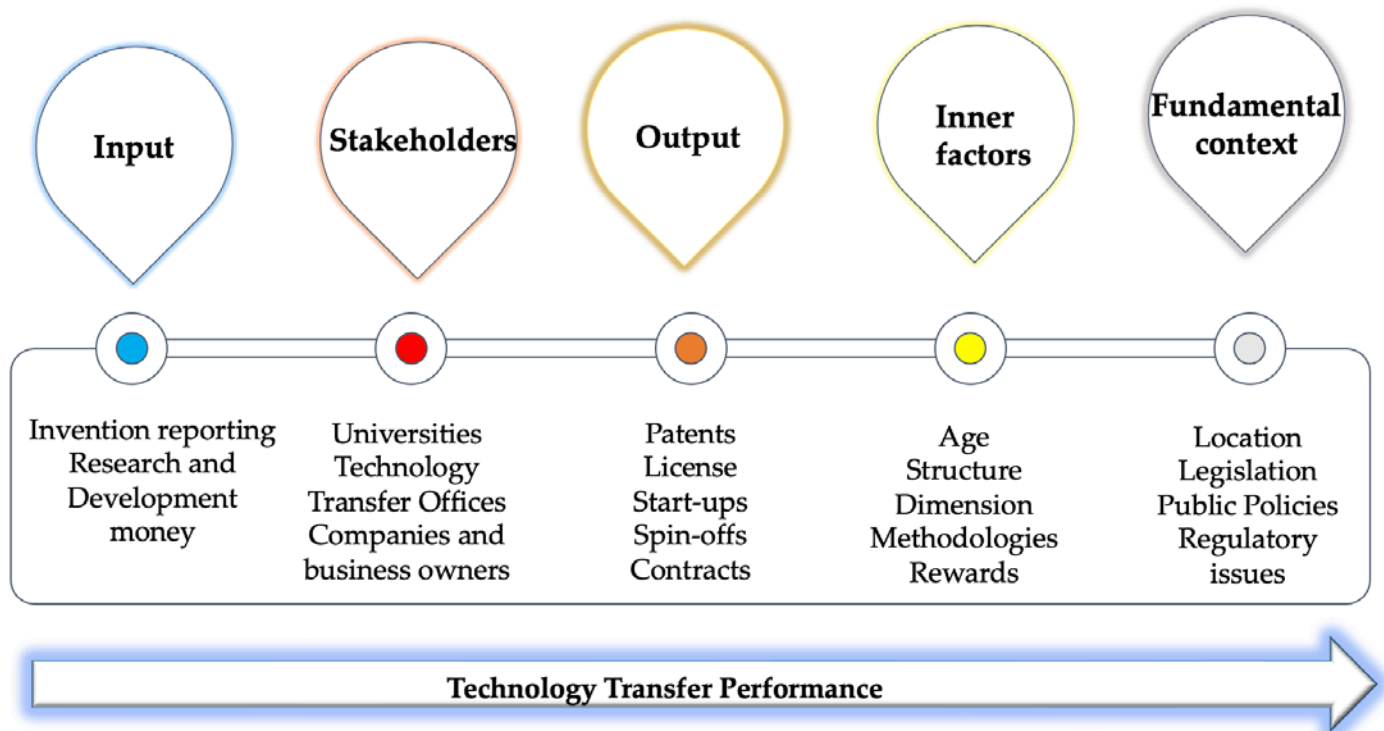 Input
Stakeholders
Output
Inner
factors
Fundamental
context
Invention reporting
Research and
Development
money
Universities
Technology
Transfer Offices
Companies and
business owners
Patents
License
Start-ups
Spin-offs
Contracts
Age
Structure
Dimension
Methodologies
Rewards
Location
Legislation
Public Policies
Regulatory
issues
Technology Transfer Performance